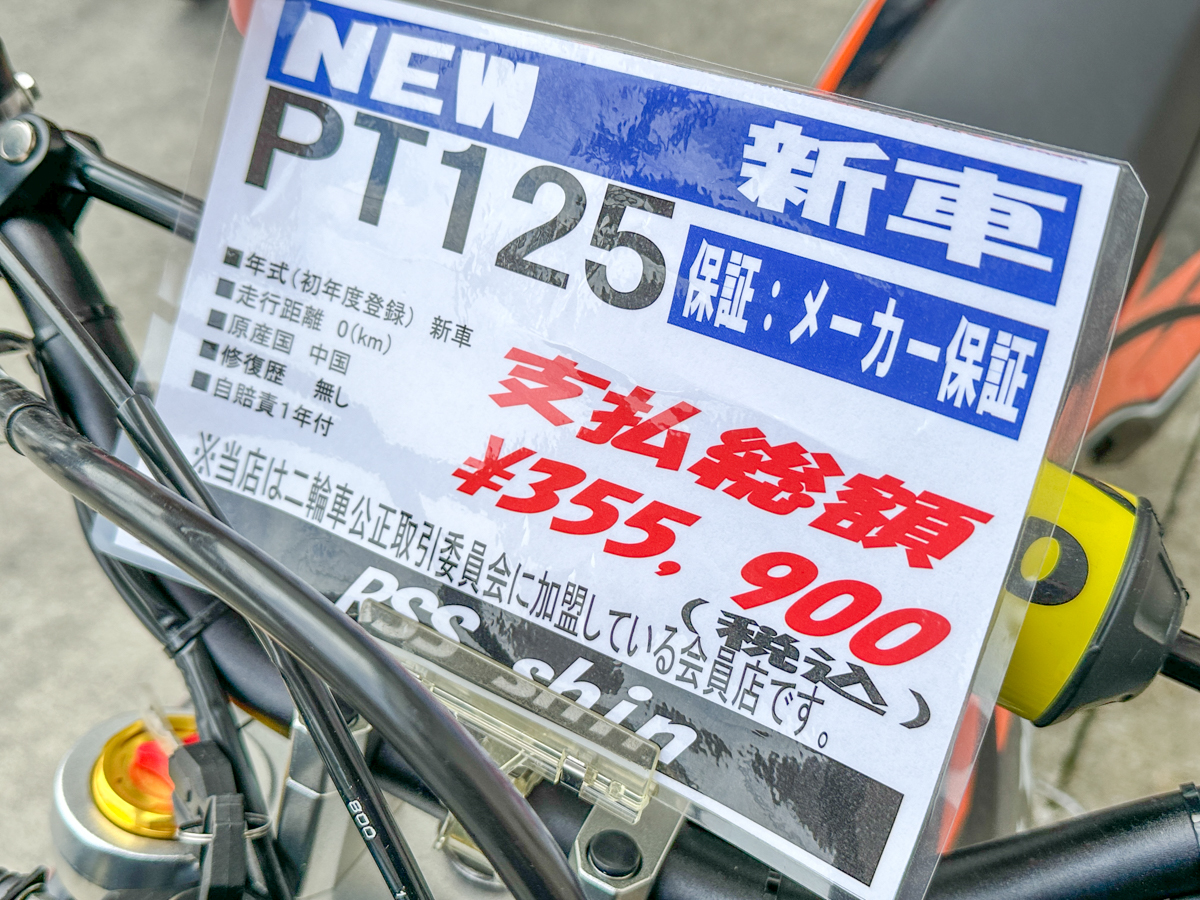 NEW 新車
PT125
保証：メーカー保証
■年式(初年度登録) 新車
■走行距離 0(km)
■原産国 中国
■修復歴 無し
■自賠責1年付
支払総額
¥355,900
(税込)
※当店は二輪車公正取引委員会に加盟している会員店です。
RSS shin
800